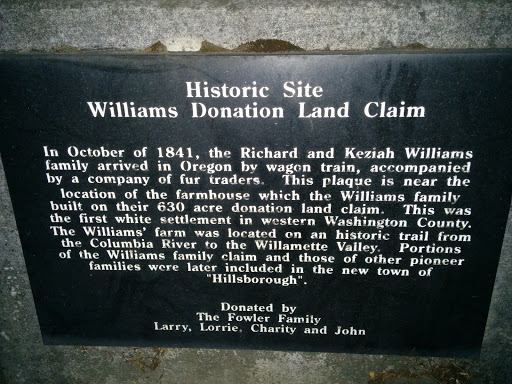 Historic Site
Williams Donation Land Claim
In October of 1841, the Richard and Keziah Williams
family arrived in Oregon by wagon train, accompanied
by a company of fur traders. This plaque is near the
location of the farmhouse which the Williams family
built on their 630 acre donation land claim. This was
the first white settlement in western Washington County.
The Williams' farm was located on an historic trail from
the Columbia River to the Willamette Valley. Portions
of the Williams family claim and those of other pioneer
families were later included in the new town of
"Hillsborough".
Donated by
The Fowler Family
Larry, Lorrie, Charity and John